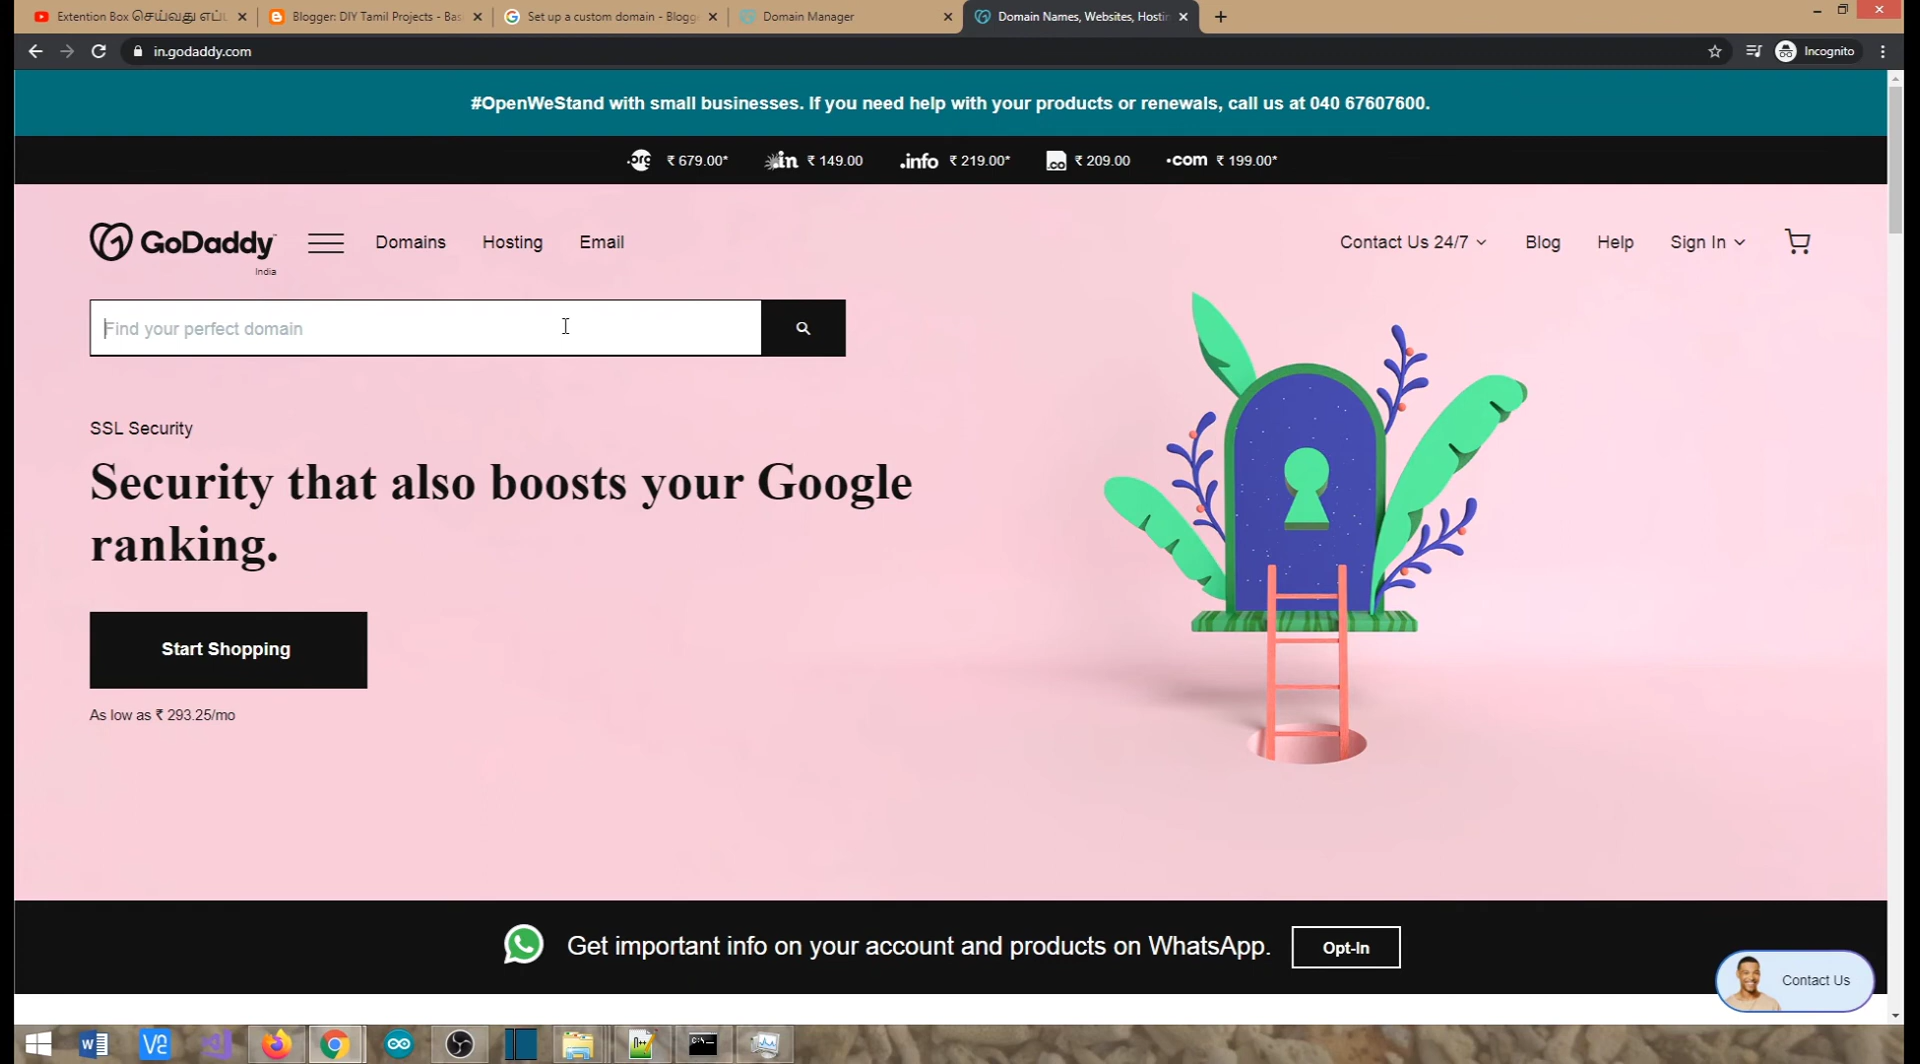 Extention Box செய்வது எப்
Blogger: DIY Tamil Projects - Bas
Set up a custom domain - Blogg
Domain Manager
Domain Names, Websites, Hostin
in.godaddy.com
Incognito
#OpenWeStand with small businesses. If you need help with your products or renewals, call us at 040 67607600.
.org ₹ 679.00* in ₹ 149.00 .info ₹ 219.00* .co ₹ 209.00 .com ₹ 199.00*
GoDaddy
India
Domains
Hosting
Email
Contact Us 24/7
Blog
Help
Sign In
Find your perfect domain
SSL Security
Security that also boosts your Google
ranking.
Start Shopping
As low as ₹ 293.25/mo
Get important info on your account and products on WhatsApp.
Opt-In
Contact Us